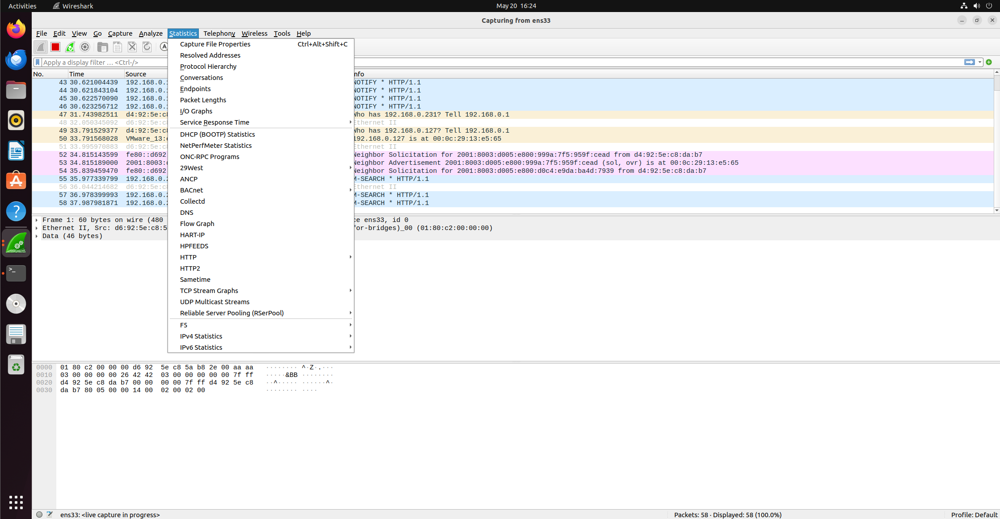 Activities Wireshark May 20 16:24
Capturing from ens33
File Edit View Go Capture Analyze Statistics Telephony Wireless Tools Help
Apply a display filter … <Ctrl-/>
No. Time Source nfo
43 30.621004439 192.168.0. NOTIFY * HTTP/1.1
44 30.621843104 192.168.0. NOTIFY * HTTP/1.1
45 30.622570090 192.168.0. NOTIFY * HTTP/1.1
46 30.623256712 192.168.0. NOTIFY * HTTP/1.1
47 31.743982511 d4:92:5e:c8 Who has 192.168.0.231? Tell 192.168.0.1
48 32.050345092 d6:92:5e:c8 Ethernet II
49 33.791529377 d4:92:5e:c8 Who has 192.168.0.127? Tell 192.168.0.1
50 33.791568028 VMware_13:e 192.168.0.127 is at 00:0c:29:13:e5:65
51 33.995970883 d6:92:5e:c8 Ethernet II
52 34.815143599 fe80::d692 Neighbor Solicitation for 2001:8003:d005:e800:999a:7f5:959f:cead from d4:92:5e:c8:da:b7
53 34.815189000 2001:8003:d Neighbor Advertisement 2001:8003:d005:e800:999a:7f5:959f:cead (sol, ovr) is at 00:0c:29:13:e5:65
54 35.839459470 fe80::d692 Neighbor Solicitation for 2001:8003:d005:e800:d0c4:e9da:ba4d:7939 from d4:92:5e:c8:da:b7
55 35.977339799 192.168.0.2 M-SEARCH * HTTP/1.1
56 36.044214682 d6:92:5e:c8 Ethernet II
57 36.978399993 192.168.0.2 M-SEARCH * HTTP/1.1
58 37.987981871 192.168.0.2 M-SEARCH * HTTP/1.1
Capture File Properties Ctrl+Alt+Shift+C
Resolved Addresses
Protocol Hierarchy
Conversations
Endpoints
Packet Lengths
I/O Graphs
Service Response Time
DHCP (BOOTP) Statistics
NetPerfMeter Statistics
ONC-RPC Programs
29West
ANCP
BACnet
Collectd
DNS
Flow Graph
HART-IP
HPFEEDS
HTTP
HTTP2
Sametime
TCP Stream Graphs
UDP Multicast Streams
Reliable Server Pooling (RSerPool)
F5
IPv4 Statistics
IPv6 Statistics
Frame 1: 60 bytes on wire (480 ce ens33, id 0
Ethernet II, Src: d6:92:5e:c8:5 for-bridges)_00 (01:80:c2:00:00:00)
Data (46 bytes)
0000 01 80 c2 00 00 00 d6 92 5e c8 5a b8 2e 00 aa aa ········ ^·Z·.···
0010 03 00 00 00 00 26 42 42 03 00 00 00 00 00 7f ff ·····&BB ········
0020 d4 92 5e c8 da b7 00 00 00 00 7f ff d4 92 5e c8 ··^····· ······^·
0030 da b7 80 05 00 00 14 00 02 00 02 00 ········ ····
ens33: <live capture in progress> Packets: 58 · Displayed: 58 (100.0%) Profile: Default